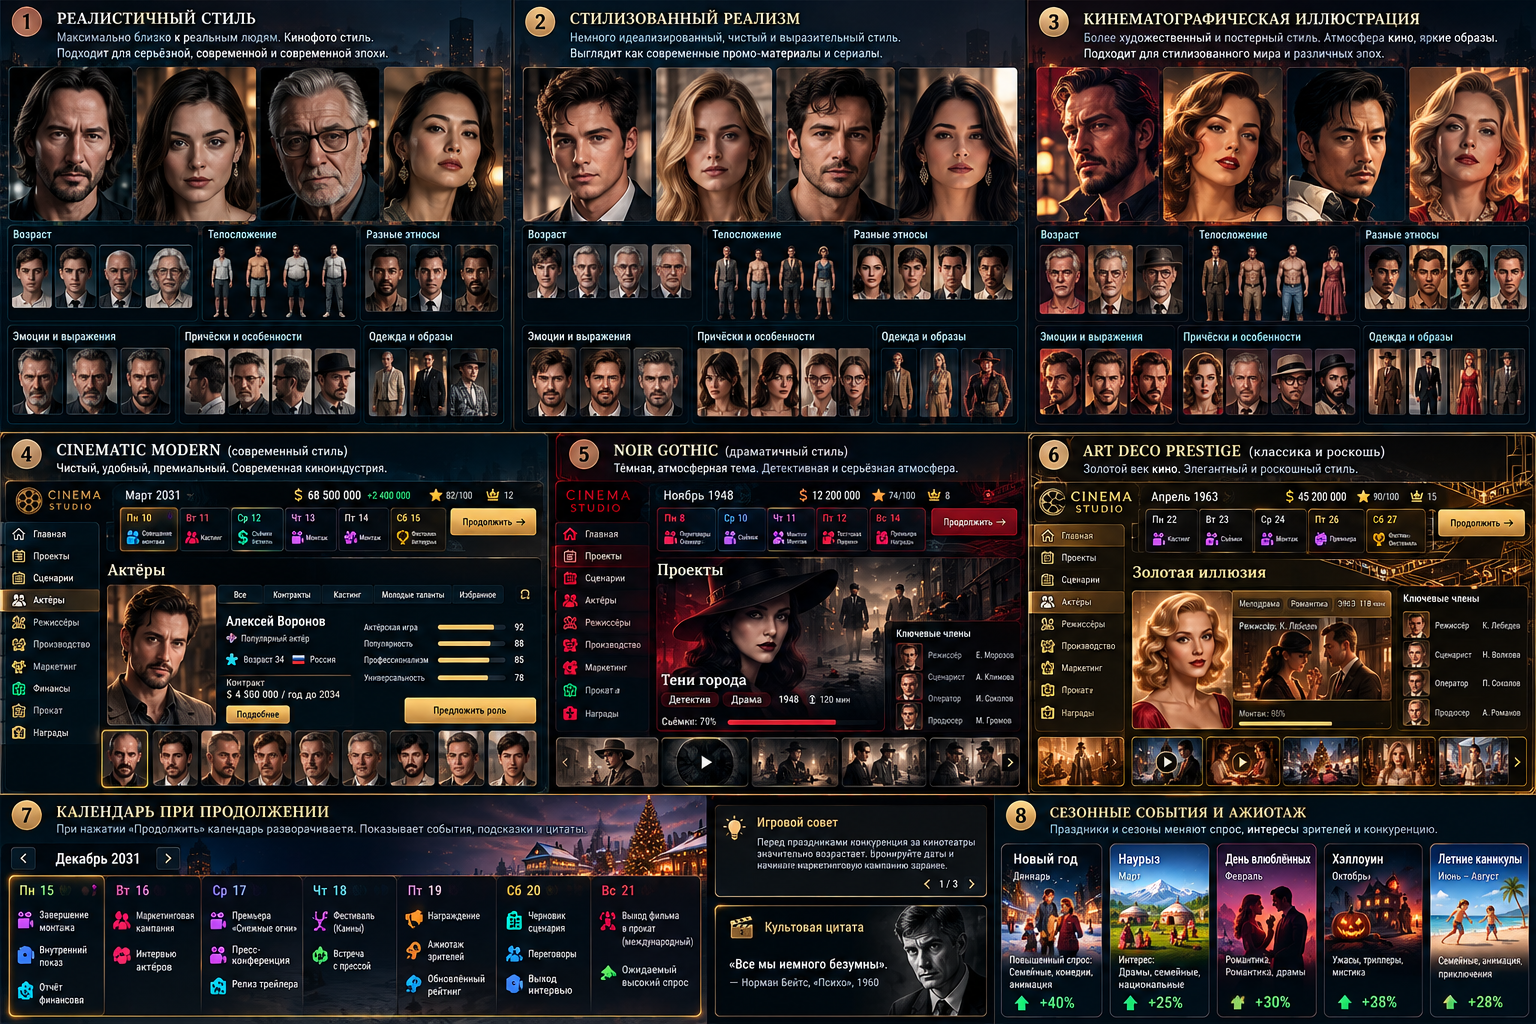 1 РЕАЛИСТИЧНЫЙ СТИЛЬ
Максимально близко к реальным людям. Кинофото стиль.
Подходит для серьёзной, современной и современной эпохи.
Возраст
Телосложение
Разные этносы
Эмоции и выражения
Причёски и особенности
Одежда и образы
2 СТИЛИЗОВАННЫЙ РЕАЛИЗМ
Немного идеализированный, чистый и выразительный стиль.
Выглядит как современные промо-материалы и сериалы.
Возраст
Телосложение
Разные этносы
Эмоции и выражения
Причёски и особенности
Одежда и образы
3 КИНЕМАТОГРАФИЧЕСКАЯ ИЛЛЮСТРАЦИЯ
Более художественный и постерный стиль. Атмосфера кино, яркие образы.
Подходит для стилизованного мира и различных эпох.
Возраст
Телосложение
Разные этносы
Эмоции и выражения
Причёски и особенности
Одежда и образы
4 CINEMATIC MODERN (современный стиль)
Чистый, удобный, премиальный. Современная киноиндустрия.
CINEMA
STUDIO
Март 2031
$ 68 500 000 +2 400 000
82/100
12
Пн 10
Вт 11
Кастинг
Ср 12
Чт 13
Монтаж
Пт 14
Монтаж
Сб 15
Продолжить →
Главная
Проекты
Сценарии
Актёры
Режиссёры
Производство
Маркетинг
Финансы
Прокат
Награды
Актёры
Все
Контракты
Кастинг
Молодые таланты
Избранное
Алексей Воронов
Популярный актёр
Возраст 34
Россия
Контракт
$ 4 500 000 / год до 2034
Подробнее
Актёрская игра 92
Популярность 88
Профессионализм 85
Универсальность 78
Предложить роль
5 NOIR GOTHIC (драматичный стиль)
Тёмная, атмосферная тема. Детективная и серьёзная атмосфера.
CINEMA
STUDIO
Ноябрь 1948
$ 12 200 000
74/100
8
Пн 8
Ср 10
Съёмки
Чт 11
Пт 12
Вс 14
Продолжить →
Главная
Проекты
Сценарии
Актёры
Режиссёры
Производство
Маркетинг
Прокат
Награды
Проекты
Тени города
Детектив
Драма
1948
120 мин
Съёмки: 70%
Ключевые члены
Режиссёр Е. Морозов
Сценарист А. Климова
Оператор И. Соколов
Продюсер М. Громов
6 ART DECO PRESTIGE (классика и роскошь)
Золотой век кино. Элегантный и роскошный стиль.
CINEMA
STUDIO
Апрель 1963
$ 45 200 000
90/100
15
Пн 22
Кастинг
Вт 23
Съёмки
Ср 24
Монтаж
Пт 26
Премьера
Сб 27
Продолжить →
Главная
Проекты
Сценарии
Актёры
Режиссёры
Производство
Маркетинг
Прокат
Награды
Золотая иллюзия
Мелодрама
Романтика
Режиссёр: К. Лебедев
Монтаж:
Ключевые члены
Режиссёр К. Лебедев
Сценарист Н. Волкова
Оператор П. Соколов
Продюсер А. Романов
7 КАЛЕНДАРЬ ПРИ ПРОДОЛЖЕНИИ
При нажатии «Продолжить» календарь разворачивается. Показывает события, подсказки и цитаты.
Декабрь 2031
Пн 15
Завершение
монтажа
Внутренний
показ
Отчёт
финансова
Вт 16
Маркетинговая
кампания
Интервью
актёров
Ср 17
Премьера
«Снежные огни»
Пресс-
конференция
Релиз трейлера
Чт 18
Фестиваль
(Канны)
Встреча
с прессой
Пт 19
Награждение
Ажиотаж
зрителей
Обновлённый
рейтинг
Сб 20
Черновик
сценария
Переговоры
Выход
интервью
Вс 21
Выход фильма
в прокат
(международный)
Ожидаемый
высокий спрос
Игровой совет
Перед праздниками конкуренция за кинотеатры
значительно возрастает. Бронируйте даты и
начинайте маркетинговую кампанию заранее.
1 / 3
Культовая цитата
«Все мы немного безумны».
— Норман Бейтс, «Психо», 1960
8 СЕЗОННЫЕ СОБЫТИЯ И АЖИОТАЖ
Праздники и сезоны меняют спрос, интересы зрителей и конкуренцию.
Новый год
Повышенный спрос:
Семейные, комедии,
анимация
+40%
Наурыз
Март
Интерес:
Драмы, семейные,
национальные
+25%
День влюблённых
Февраль
Романтика,
Романтика, драмы
+30%
Хэллоуин
Октобрь
Ужасы, триллеры,
мистика
+38%
Летние каникулы
Июнь – Август
Семейные, анимация,
приключения
+28%